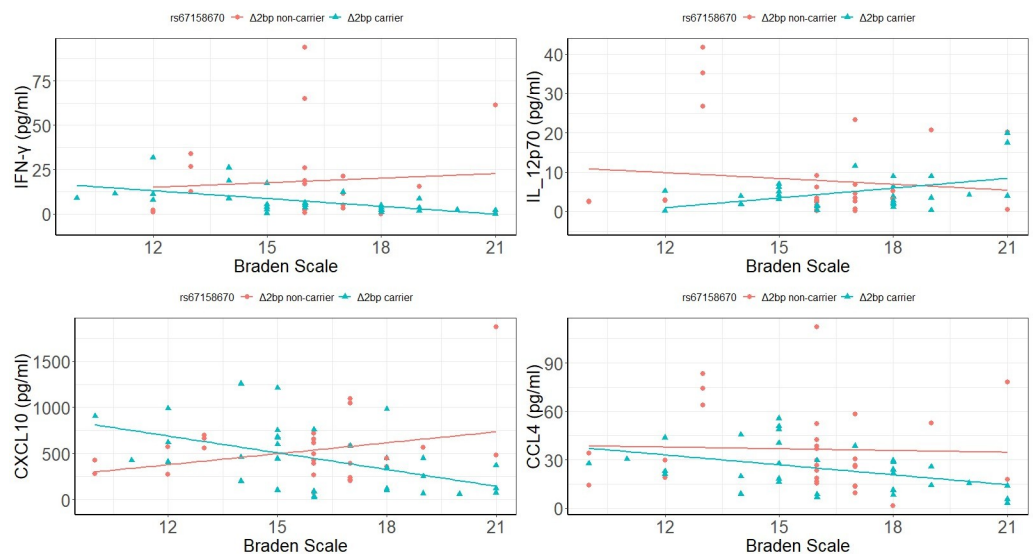 rs67158670 Δ2bp non-carrier Δ2bp carrier
IFN-γ (pg/ml)
75
50
25
0
12 15 18 21
Braden Scale
rs67158670 Δ2bp non-carrier Δ2bp carrier
IL_12p70 (pg/ml)
40
30
20
10
0
12 15 18 21
Braden Scale
rs67158670 Δ2bp non-carrier Δ2bp carrier
CXCL10 (pg/ml)
1500
1000
500
0
12 15 18 21
Braden Scale
rs67158670 Δ2bp non-carrier Δ2bp carrier
CCL4 (pg/ml)
90
60
30
0
12 15 18 21
Braden Scale